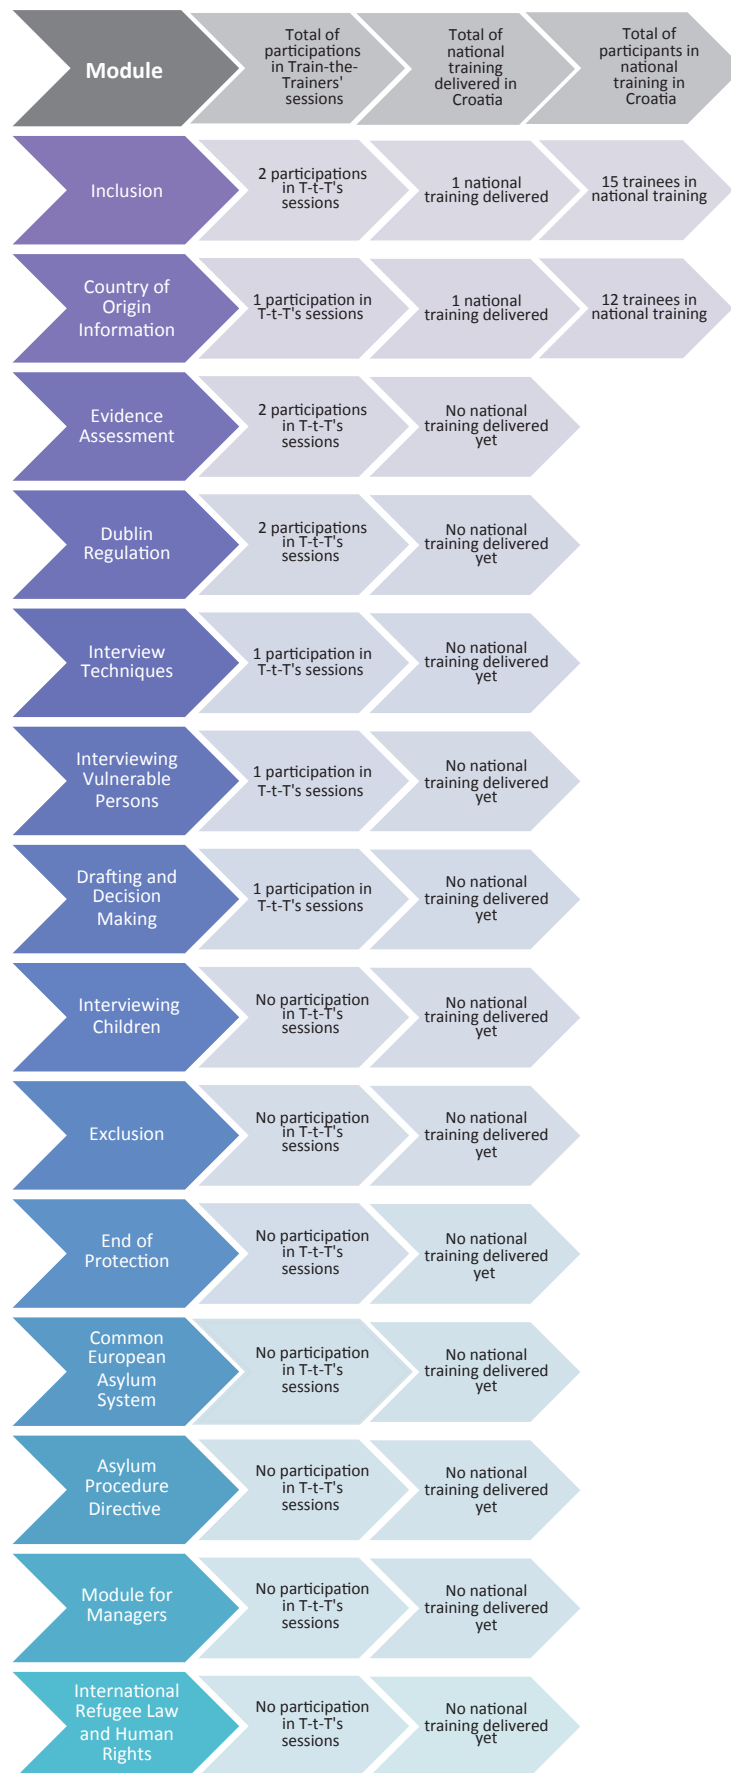 Module
Total of
participations
in Train-the-
Trainers'
sessions
Total of
national
training
delivered in
Croatia
Total of
participants in
national
training in
Croatia
Inclusion
2 participations
in T-t-T's
sessions
1 national
training delivered
15 trainees in
national training
Country of
Origin
Information
1 participation in
T-t-T's sessions
1 national
training delivered
12 trainees in
national training
Evidence
Assessment
2 participations
in T-t-T's
sessions
No national
training delivered
yet
Dublin
Regulation
2 participations
in T-t-T's
sessions
No national
training delivered
yet
Interview
Techniques
1 participation in
T-t-T's sessions
No national
training delivered
yet
Interviewing
Vulnerable
Persons
1 participation in
T-t-T's sessions
No national
training delivered
yet
Drafting and
Decision
Making
1 participation in
T-t-T's sessions
No national
training delivered
yet
Interviewing
Children
No participation
in T-t-T's
sessions
No national
training delivered
yet
Exclusion
No participation
in T-t-T's
sessions
No national
training delivered
yet
End of
Protection
No participation
in T-t-T's
sessions
No national
training delivered
yet
Common
European
Asylum
System
No participation
in T-t-T's
sessions
No national
training delivered
yet
Asylum
Procedure
Directive
No participation
in T-t-T's
sessions
No national
training delivered
yet
Module for
Managers
No participation
in T-t-T's
sessions
No national
training delivered
yet
International
Refugee Law
and Human
Rights
No participation
in T-t-T's
sessions
No national
training delivered
yet